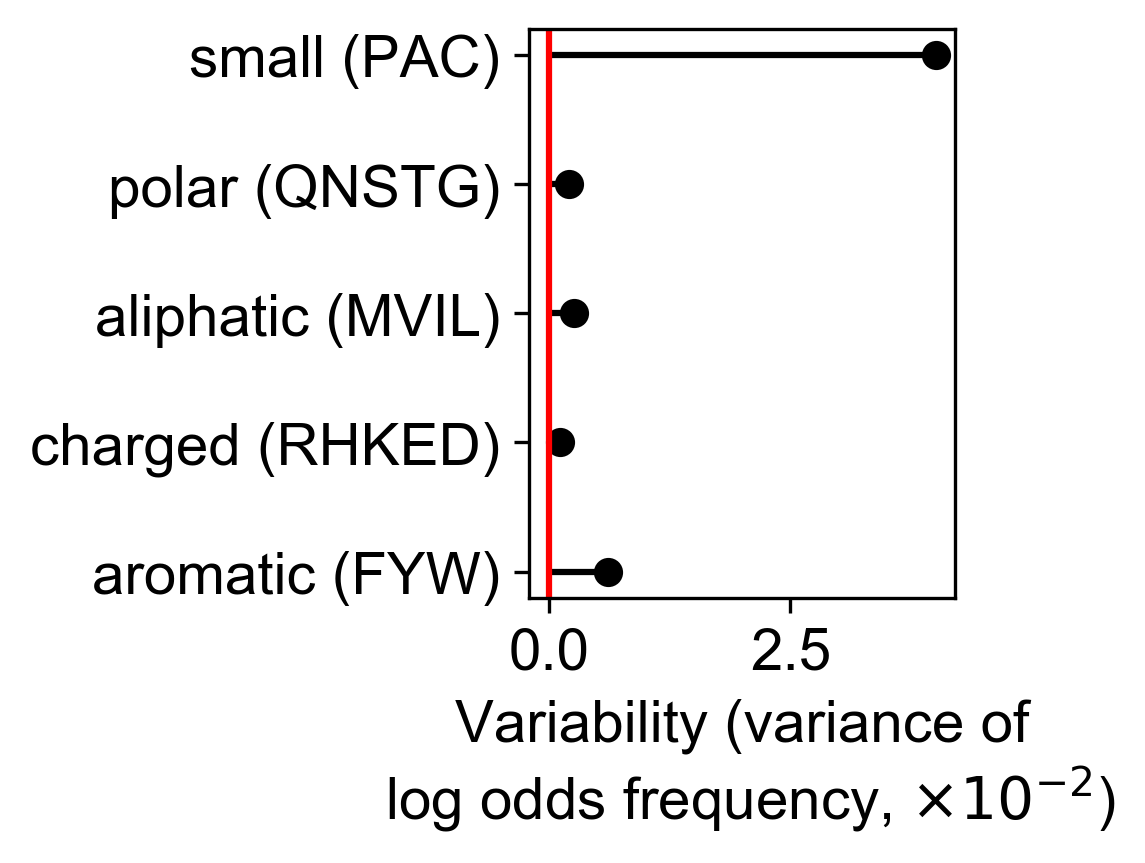 small (PAC)
polar (QNSTG)
aliphatic (MVIL)
charged (RHKED)
aromatic (FYW)
0.0 2.5
Variability (variance of
log odds frequency, ×10⁻²)